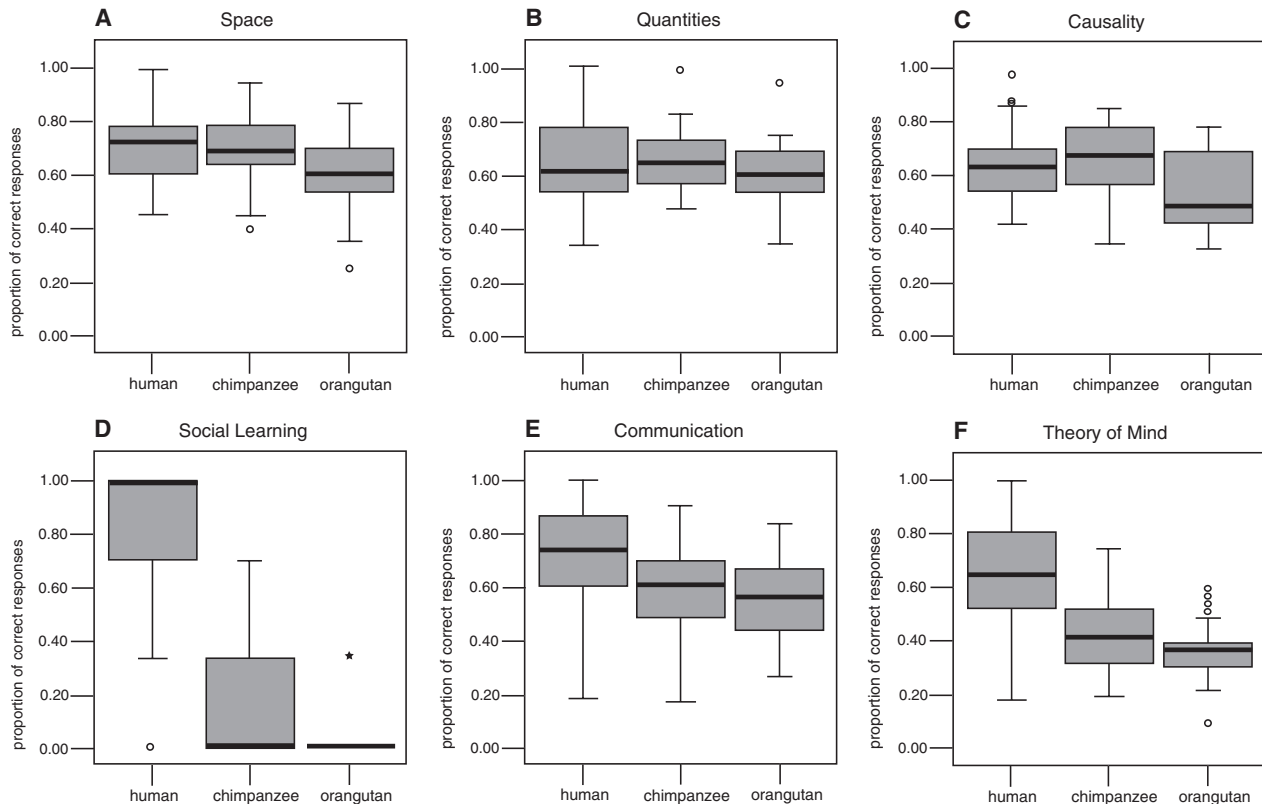 A Space
proportion of correct responses
1.00
0.80
0.60
0.40
0.20
0.00
human chimpanzee orangutan
B Quantities
proportion of correct responses
1.00
0.80
0.60
0.40
0.20
0.00
human chimpanzee orangutan
C Causality
proportion of correct responses
1.00
0.80
0.60
0.40
0.20
0.00
human chimpanzee orangutan
D Social Learning
proportion of correct responses
1.00
0.80
0.60
0.40
0.20
0.00
human chimpanzee orangutan
E Communication
proportion of correct responses
1.00
0.80
0.60
0.40
0.20
0.00
human chimpanzee orangutan
F Theory of Mind
proportion of correct responses
1.00
0.80
0.60
0.40
0.20
0.00
human chimpanzee orangutan